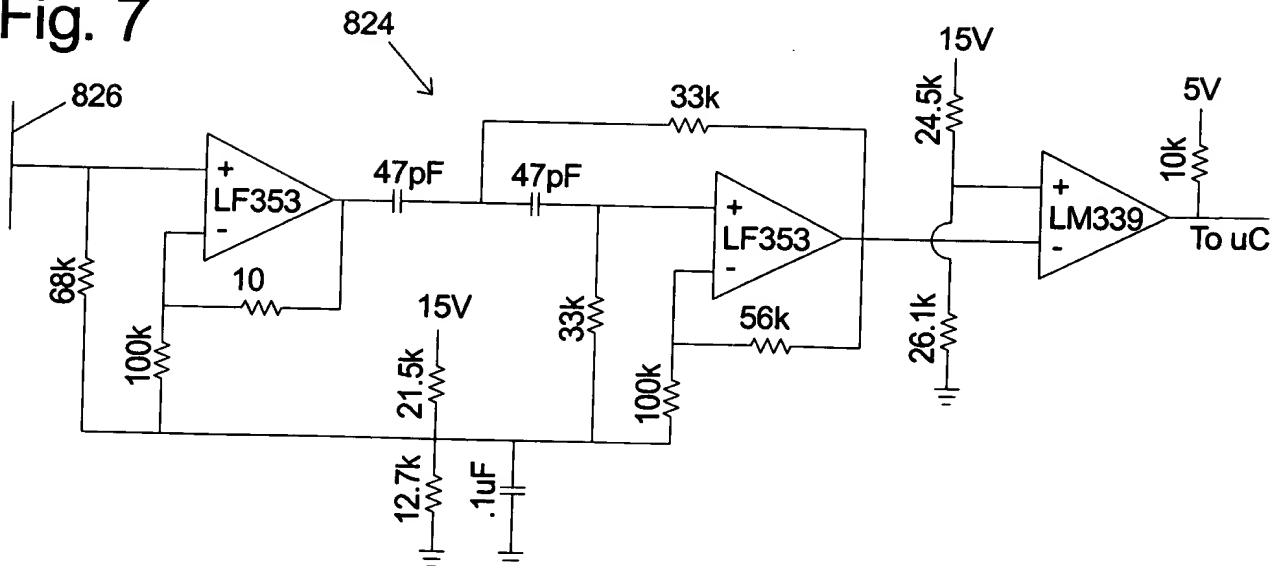 Fig. 7
824
826
15V
33k
24.5k
5V
10k
47pF
47pF
+
LF353
-
+
LF353
-
+
LM339
-
To uC
68k
10
100k
15V
21.5k
33k
56k
100k
26.1k
12.7k
.1uF